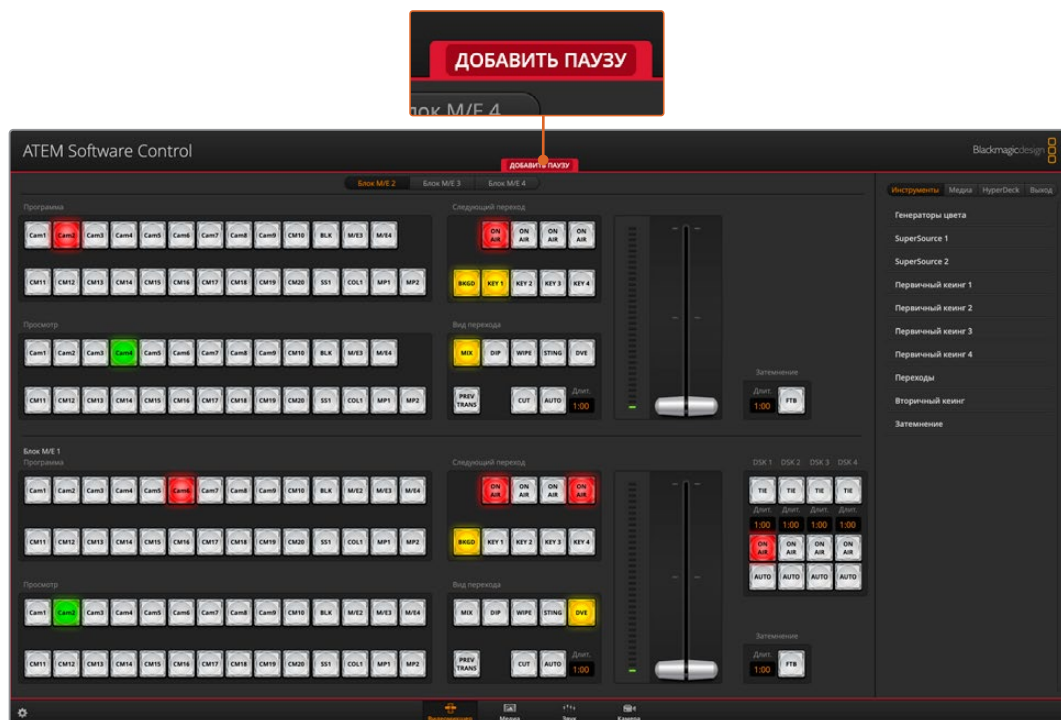 ДОБАВИТЬ ПАУЗУ
лок M/E 4
ATEM Software Control
ДОБАВИТЬ ПАУЗУ
Blackmagicdesign
Блок M/E 2 Блок M/E 3 Блок M/E 4
Инструменты Медиа HyperDeck Выход
Программа
Следующий переход
Cam1 Cam2 Cam3 Cam4 Cam5 Cam6 Cam7 Cam8 Cam9 CM10 BLK M/E3 M/E4
ON AIR ON AIR ON AIR ON AIR
CM11 CM12 CM13 CM14 CM15 CM16 CM17 CM18 CM19 CM20 SS1 COL1 MP1 MP2
BKGD KEY 1 KEY 2 KEY 3 KEY 4
Просмотр
Вид перехода
Cam1 Cam2 Cam3 Cam4 Cam5 Cam6 Cam7 Cam8 Cam9 CM10 BLK M/E3 M/E4
MIX DIP WIPE STING DVE
CM11 CM12 CM13 CM14 CM15 CM16 CM17 CM18 CM19 CM20 SS1 COL1 MP1 MP2
PREV TRANS CUT AUTO
Длит.
1:00
Затемнение
Длит.
1:00 FTB
Генераторы цвета
SuperSource 1
SuperSource 2
Первичный кеинг 1
Первичный кеинг 2
Первичный кеинг 3
Первичный кеинг 4
Переходы
Вторичный кеинг
Затемнение
Блок M/E 1
Программа
Следующий переход
Cam1 Cam2 Cam3 Cam4 Cam5 Cam6 Cam7 Cam8 Cam9 CM10 BLK M/E2 M/E3 M/E4
ON AIR ON AIR ON AIR ON AIR
CM11 CM12 CM13 CM14 CM15 CM16 CM17 CM18 CM19 CM20 SS1 COL1 MP1 MP2
BKGD KEY 1 KEY 2 KEY 3 KEY 4
Просмотр
Вид перехода
Cam1 Cam2 Cam3 Cam4 Cam5 Cam6 Cam7 Cam8 Cam9 CM10 BLK M/E2 M/E3 M/E4
MIX DIP WIPE STING DVE
CM11 CM12 CM13 CM14 CM15 CM16 CM17 CM18 CM19 CM20 SS1 COL1 MP1 MP2
PREV TRANS CUT AUTO
Длит.
1:00
DSK 1 DSK 2 DSK 3 DSK 4
TIE TIE TIE TIE
Длит. Длит. Длит. Длит.
1:00 1:00 1:00 1:00
ON AIR ON AIR ON AIR ON AIR
AUTO AUTO AUTO AUTO
Затемнение
Длит.
1:00 FTB
Медиа Звук Камера